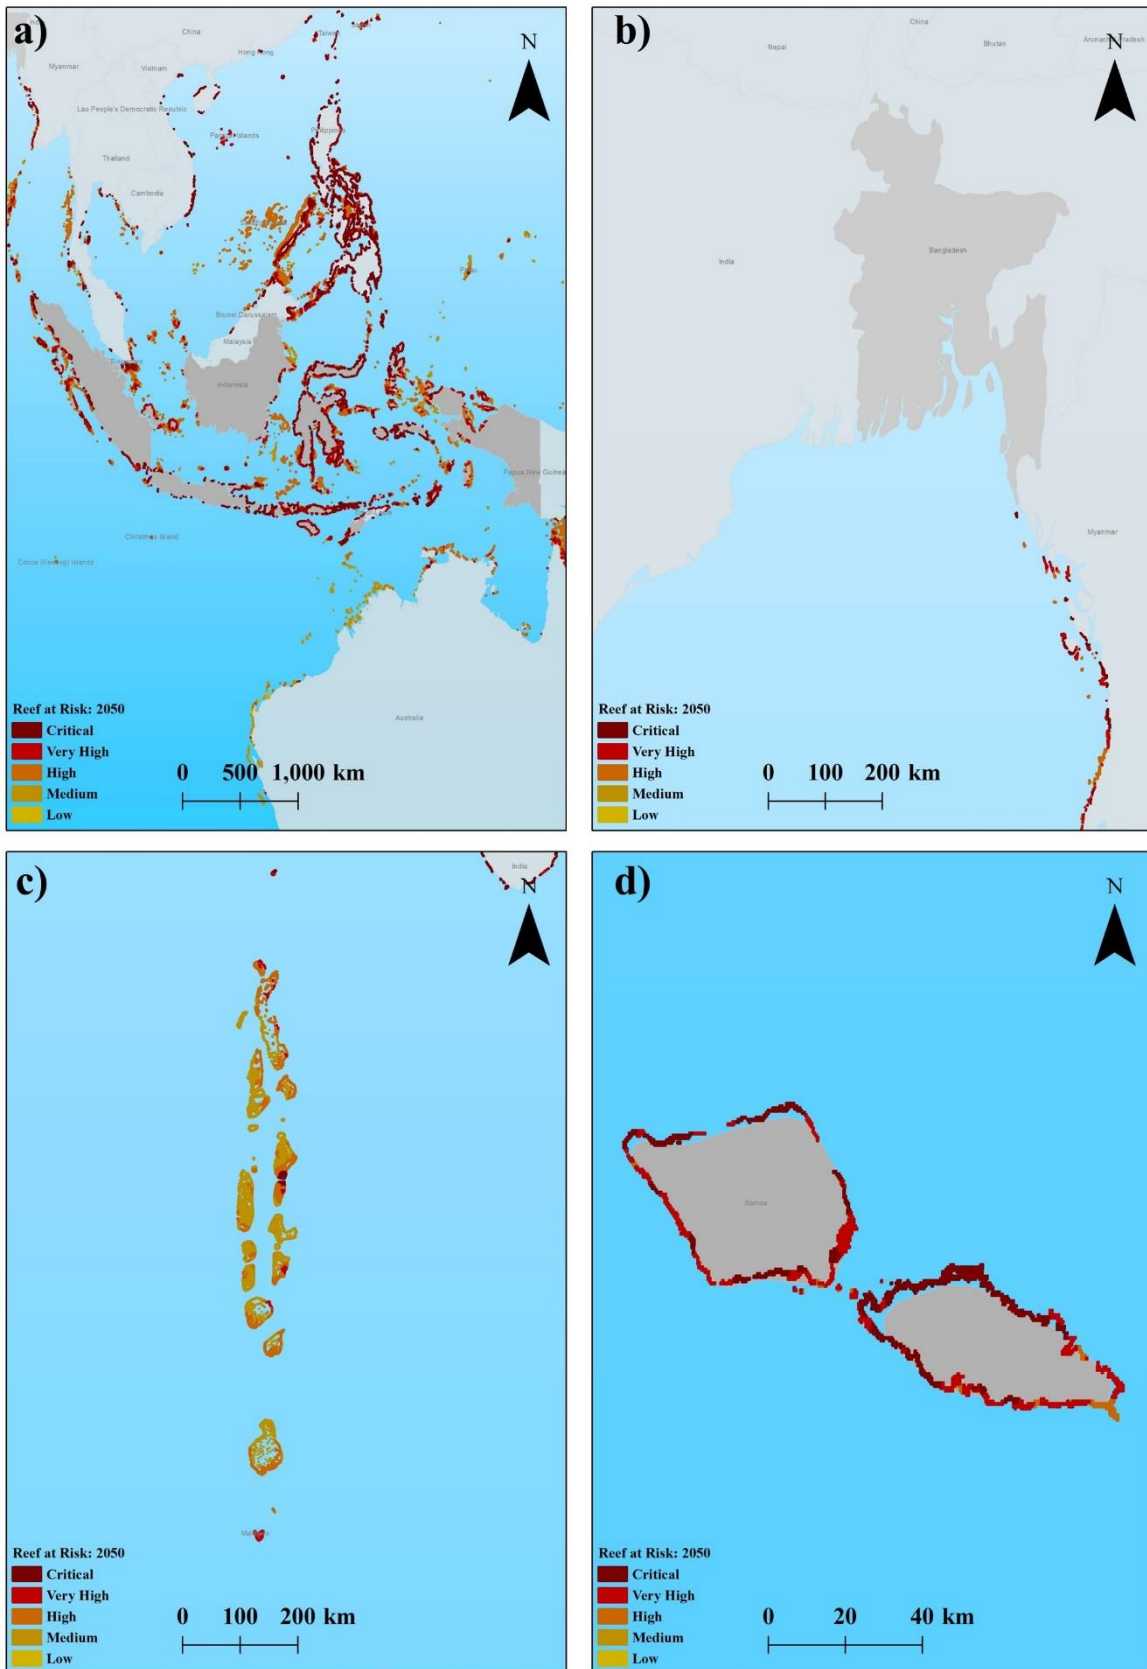 a)
N
China
Taiwan
Hong Kong
Myanmar
Vietnam
Lao People's Democratic Republic
Paracel Islands
Philippines
Thailand
Cambodia
Palau
Brunei Darussalam
Malaysia
Singapore
Indonesia
Papua New Guinea
Christmas Island
Cocos (Keeling) Islands
Australia
Reef at Risk: 2050
Critical
Very High
High
Medium
Low
0 500 1,000 km
b)
N
China
Nepal
Bhutan
Arunachal Pradesh
India
Bangladesh
Myanmar
Reef at Risk: 2050
Critical
Very High
High
Medium
Low
0 100 200 km
c)
India
N
Maldives
Reef at Risk: 2050
Critical
Very High
High
Medium
Low
0 100 200 km
d)
N
Samoa
Reef at Risk: 2050
Critical
Very High
High
Medium
Low
0 20 40 km